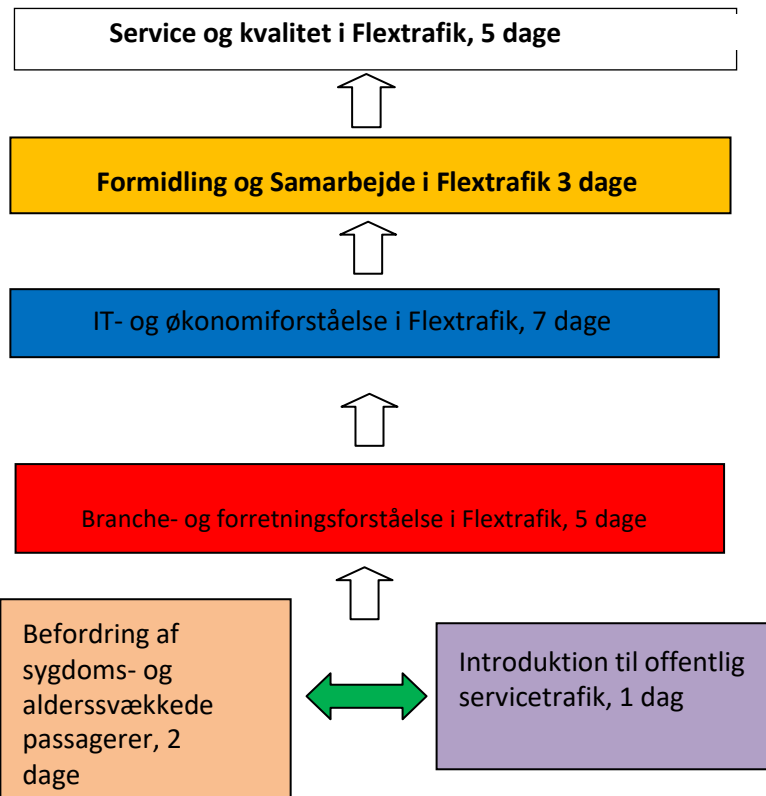 Service og kvalitet i Flextrafik, 5 dage
Formidling og Samarbejde i Flextrafik 3 dage
IT- og økonomiforståelse i Flextrafik, 7 dage
Branche- og forretningsforståelse i Flextrafik, 5 dage
Befordring af
sygdoms- og
alderssvækkede
passagerer, 2
dage
Introduktion til offentlig
servicetrafik, 1 dag